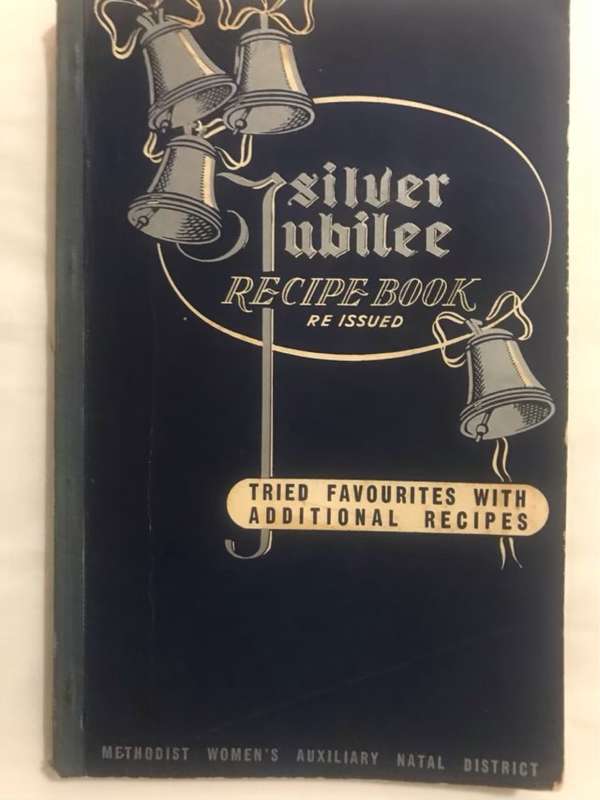 silver
Jubilee
RECIPE BOOK
RE ISSUED
TRIED FAVOURITES WITH
ADDITIONAL RECIPES
METHODIST WOMEN'S AUXILIARY NATAL DISTRICT